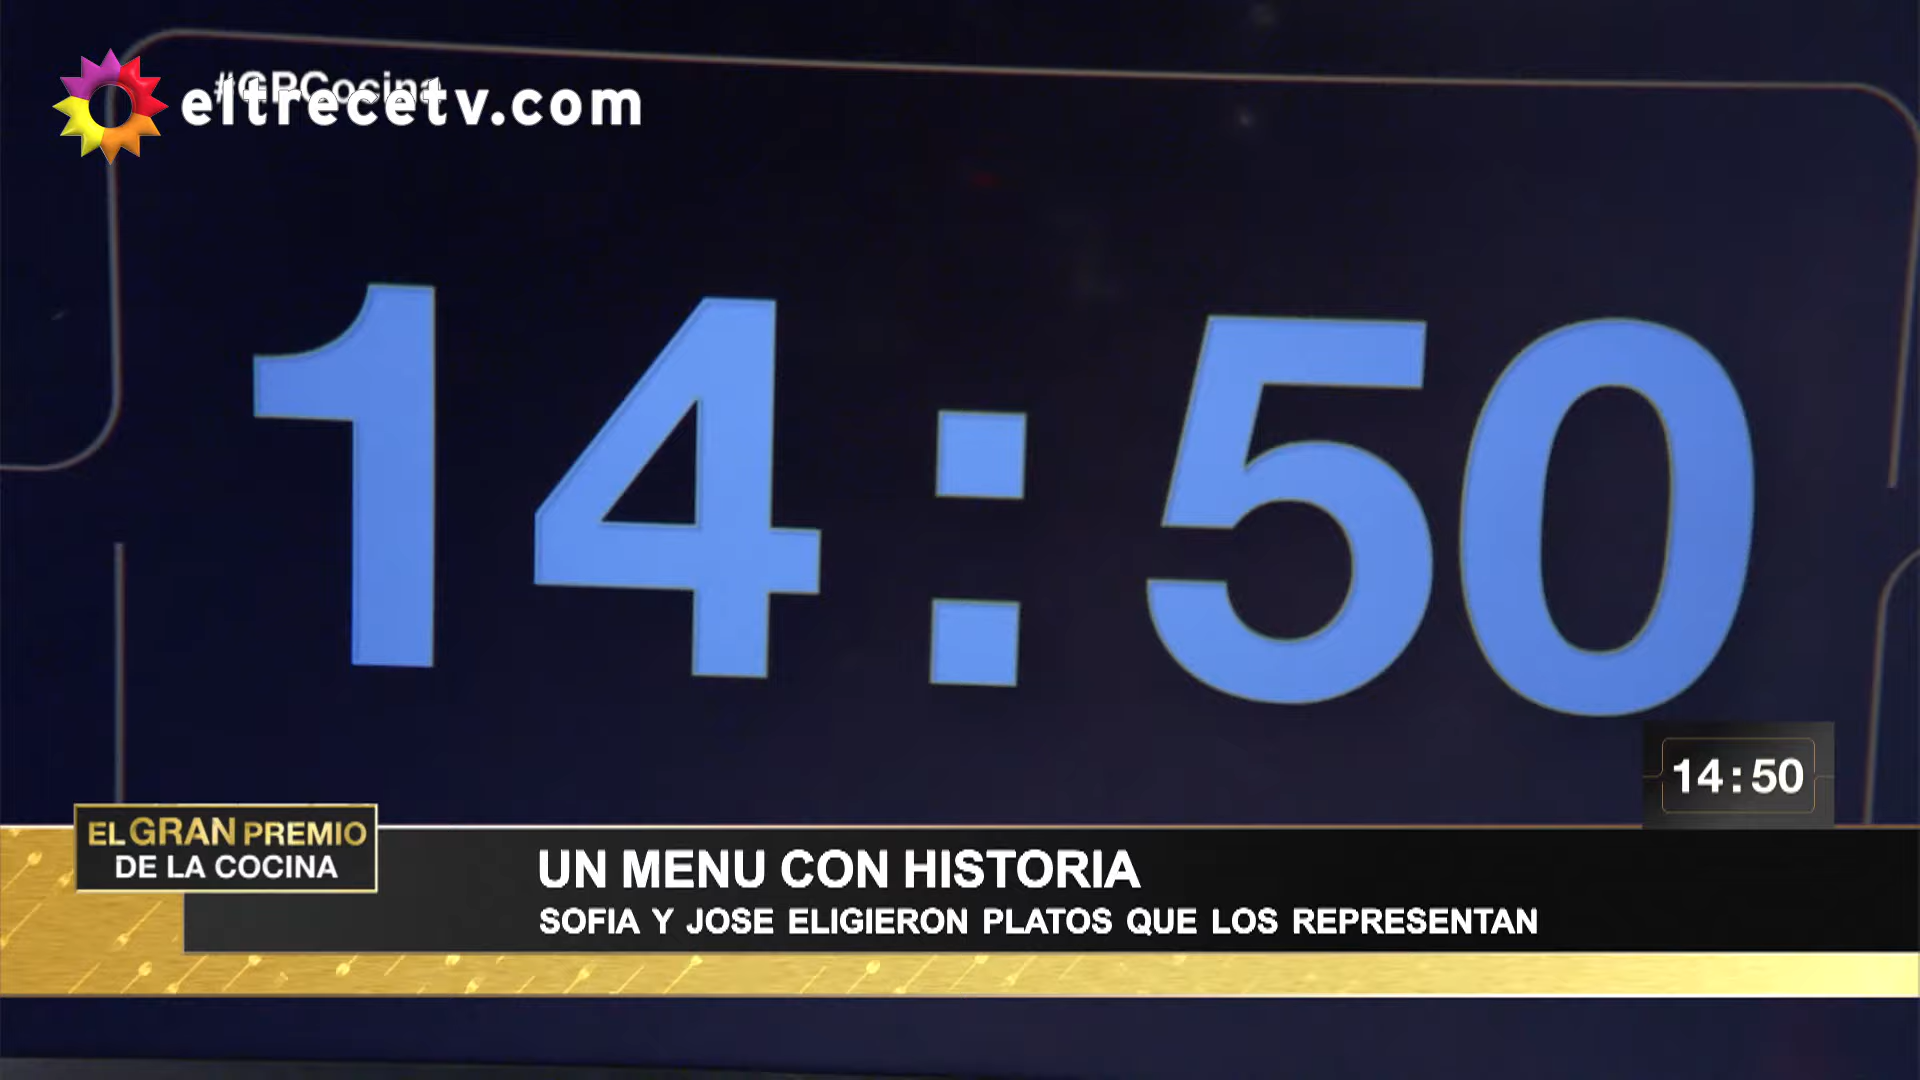 #GPCocina
eltrecetv.com
14:50
14:50
EL GRAN PREMIO
DE LA COCINA
UN MENU CON HISTORIA
SOFIA Y JOSE ELIGIERON PLATOS QUE LOS REPRESENTAN